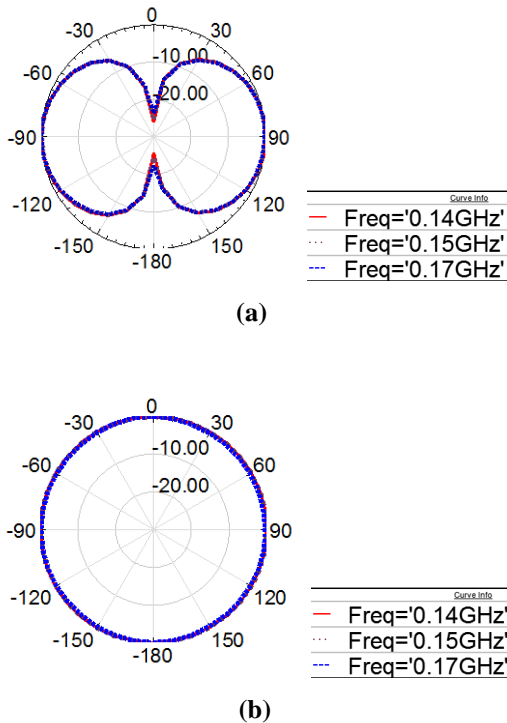 0
-30 30
-10.00
-60 60
-20.00
-90 90
-120 120
-150 150
-180
Curve Info
Freq='0.14GHz'
Freq='0.15GHz'
Freq='0.17GHz'
(a)
0
-30 30
-10.00
-60 60
-20.00
-90 90
-120 120
-150 150
-180
Curve Info
Freq='0.14GHz'
Freq='0.15GHz'
Freq='0.17GHz'
(b)